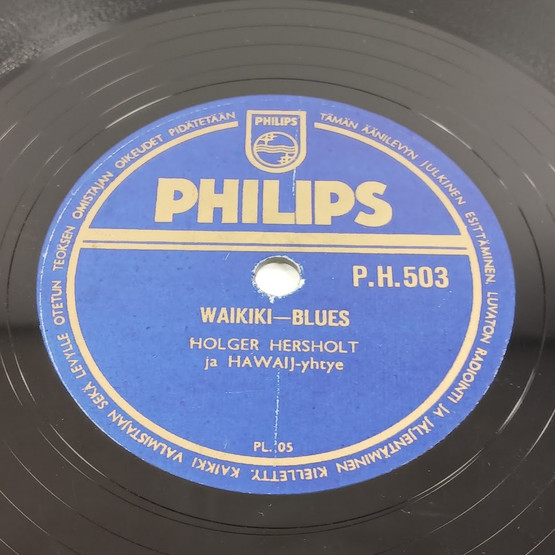 PHILIPS
PHILIPS
P.H.503
WAIKIKI—BLUES
HOLGER HERSHOLT
ja HAWAIJ-yhtye
PL. 05
KAIKKI VALMISTAJAN SEKÄ LEVYLLE OTETUN TEOKSEN OMISTAJAN OIKEUDET PIDÄTETÄÄN
TÄMÄN ÄÄNILEVYN JULKINEN ESITTÄMINEN, LUVATON RADIOINTI JA JÄLJENTÄMINEN KIELLETTY.